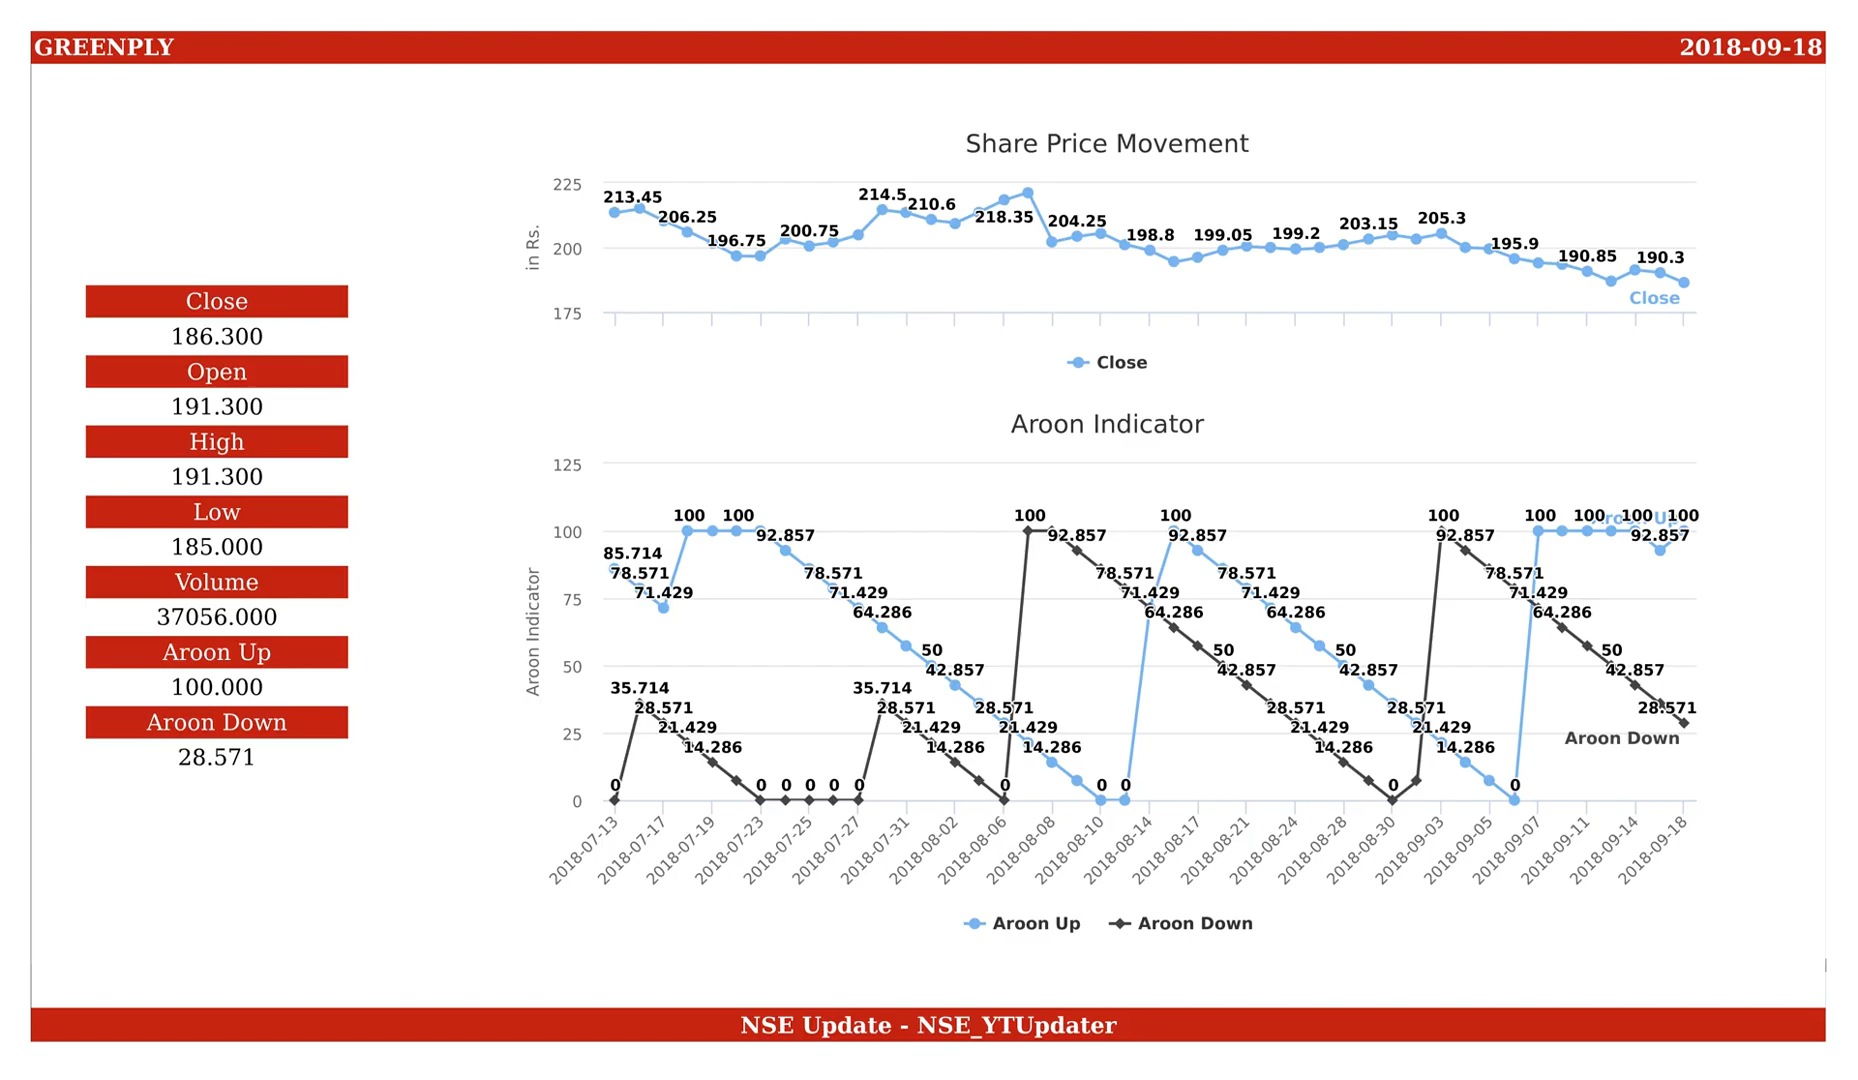 GREENPLY 2018-09-18
Close
186.300
Open
191.300
High
191.300
Low
185.000
Volume
37056.000
Aroon Up
100.000
Aroon Down
28.571
Share Price Movement
in Rs.
225
200
175
213.45 206.25 196.75 200.75 214.5 210.6 218.35 204.25 198.8 199.05 199.2 203.15 205.3 195.9 190.85 190.3
Close
Close
Aroon Indicator
Aroon Indicator
125
100
75
50
25
0
100 100 100 100 100 100 100 100 100
92.857 92.857 92.857 92.857 92.857
85.714
78.571 78.571 78.571 78.571 78.571
71.429 71.429 71.429 71.429 71.429
64.286 64.286 64.286 64.286
50 50 50 50
42.857 42.857 42.857 42.857
35.714 35.714
28.571 28.571 28.571 28.571 28.571 28.571
21.429 21.429 21.429 21.429 21.429
14.286 14.286 14.286 14.286 14.286
0 0 0 0 0 0 0 0 0 0 0
Aroon Up
Aroon Down
2018-07-13 2018-07-17 2018-07-19 2018-07-23 2018-07-25 2018-07-27 2018-07-31 2018-08-02 2018-08-06 2018-08-08 2018-08-10 2018-08-14 2018-08-17 2018-08-21 2018-08-24 2018-08-28 2018-08-30 2018-09-03 2018-09-05 2018-09-07 2018-09-11 2018-09-14 2018-09-18
Aroon Up Aroon Down
NSE Update - NSE_YTUpdater